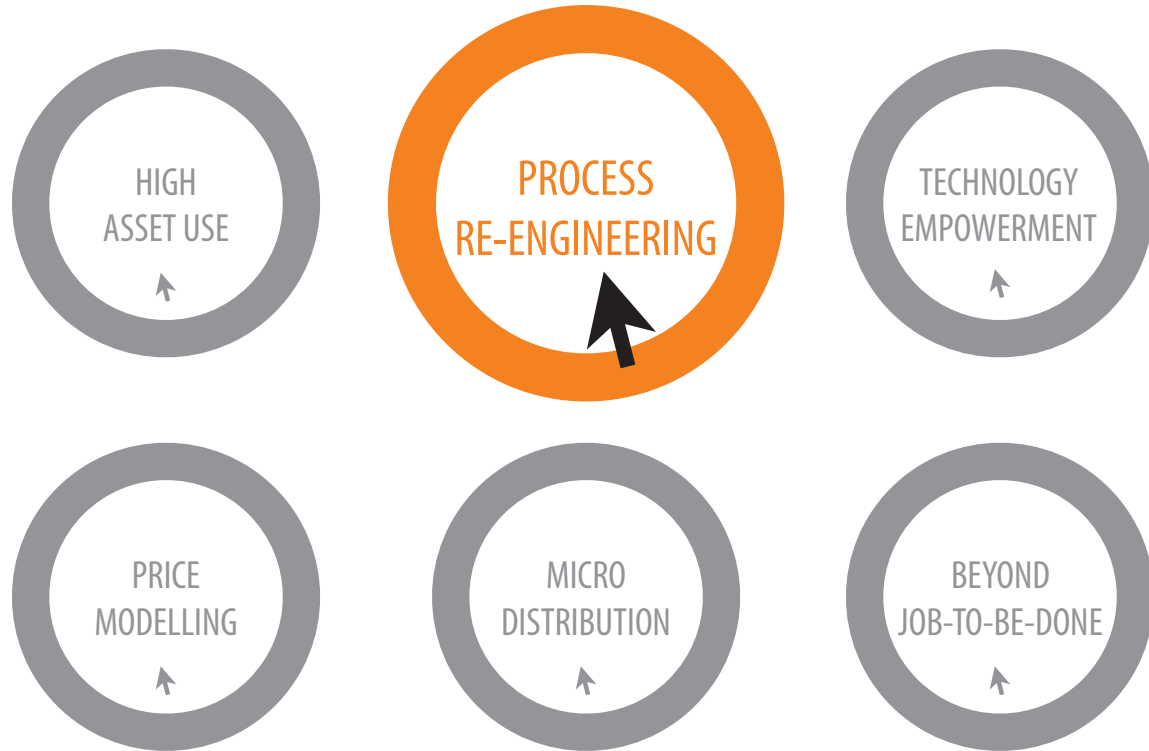 HIGH
ASSET USE
PROCESS
RE-ENGINEERING
TECHNOLOGY
EMPOWERMENT
PRICE
MODELLING
MICRO
DISTRIBUTION
BEYOND
JOB-TO-BE-DONE